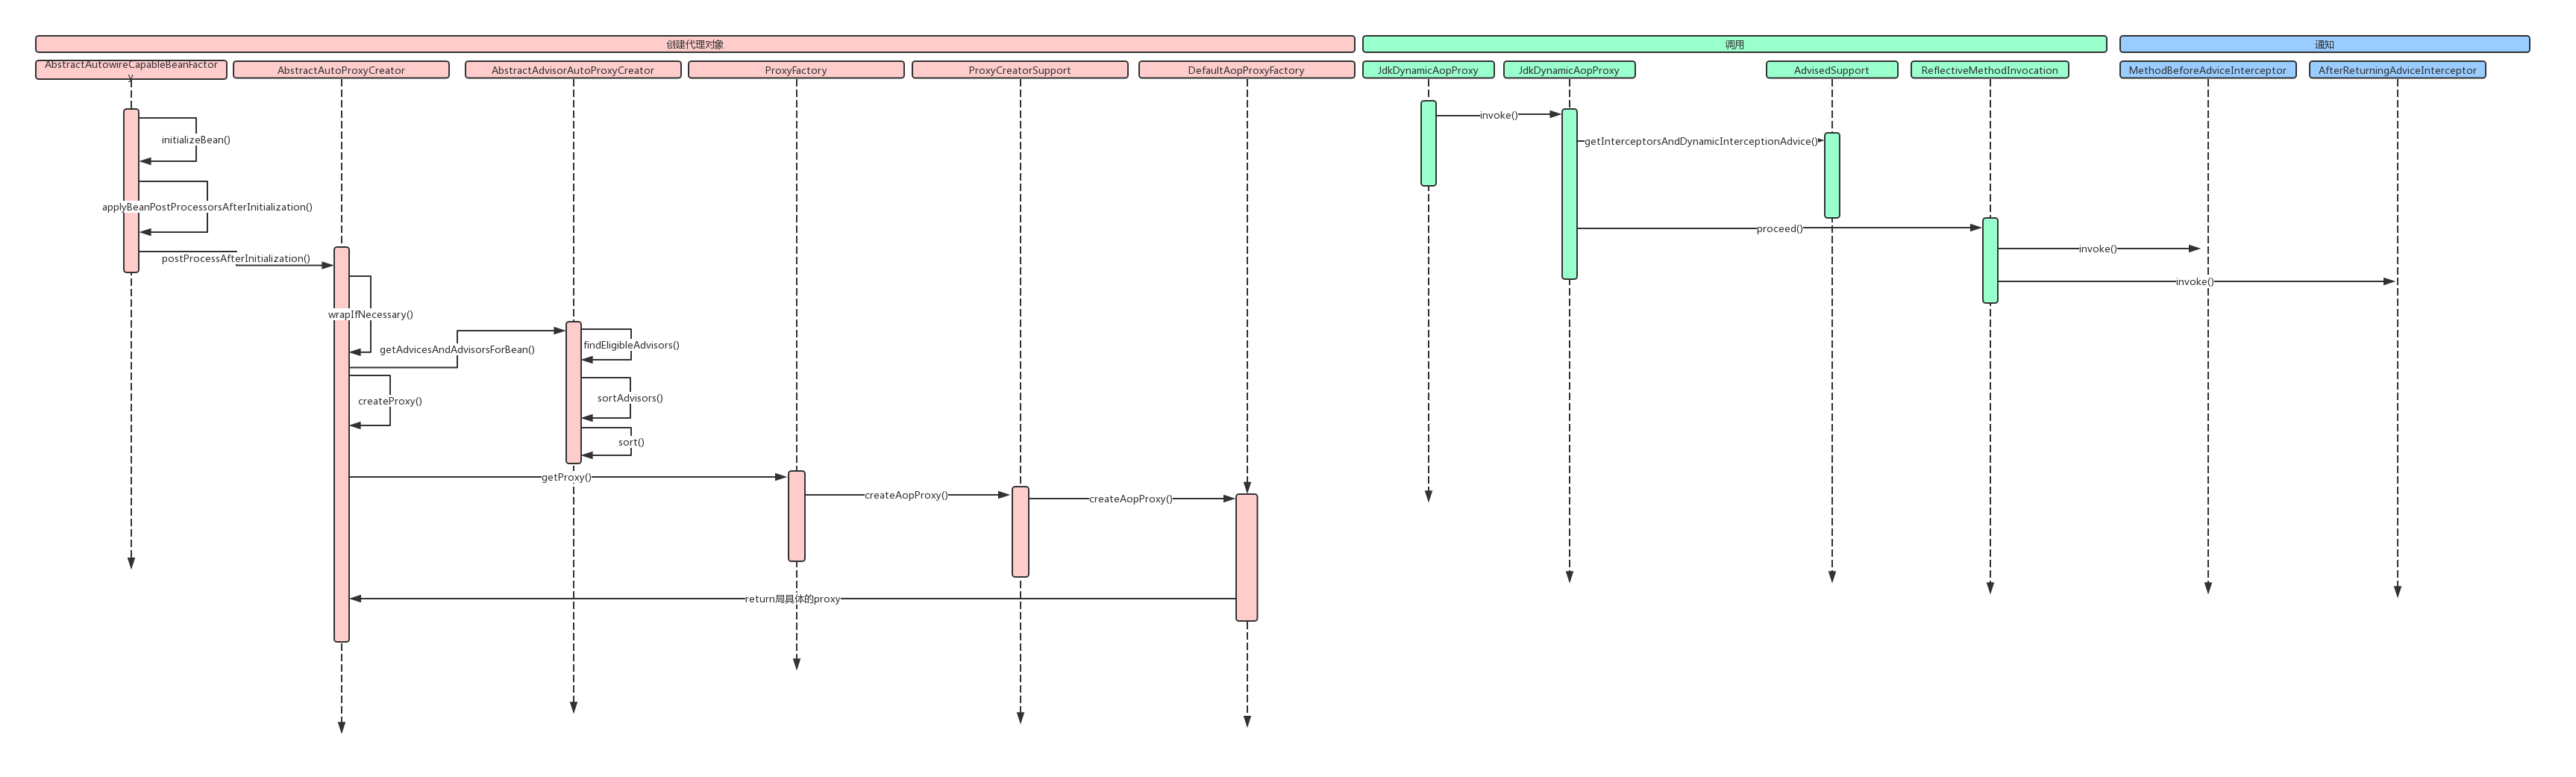 创建代理对象
调用
通知
AbstractAutowireCapableBeanFactor
y
AbstractAutoProxyCreator
AbstractAdvisorAutoProxyCreator
ProxyFactory
ProxyCreatorSupport
DefaultAopProxyFactory
JdkDynamicAopProxy
JdkDynamicAopProxy
AdvisedSupport
ReflectiveMethodInvocation
MethodBeforeAdviceInterceptor
AfterReturningAdviceInterceptor
initializeBean()
applyBeanPostProcessorsAfterInitialization()
postProcessAfterInitialization()
wrapIfNecessary()
getAdvicesAndAdvisorsForBean()
createProxy()
findEligibleAdvisors()
sortAdvisors()
sort()
getProxy()
createAopProxy()
createAopProxy()
return局具体的proxy
invoke()
getInterceptorsAndDynamicInterceptionAdvice()
proceed()
invoke()
invoke()